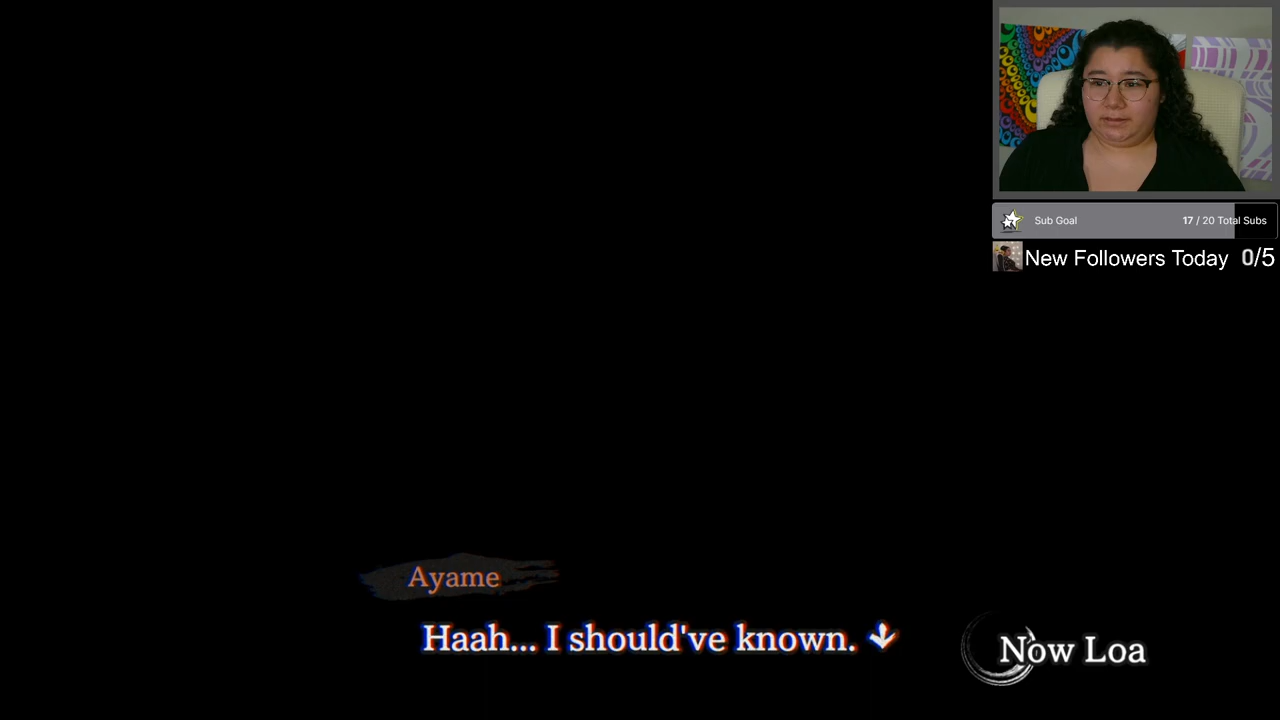 Sub Goal 17 / 20 Total Subs
New Followers Today 0/5
Ayame
Haah... I should've known.
Now Loa